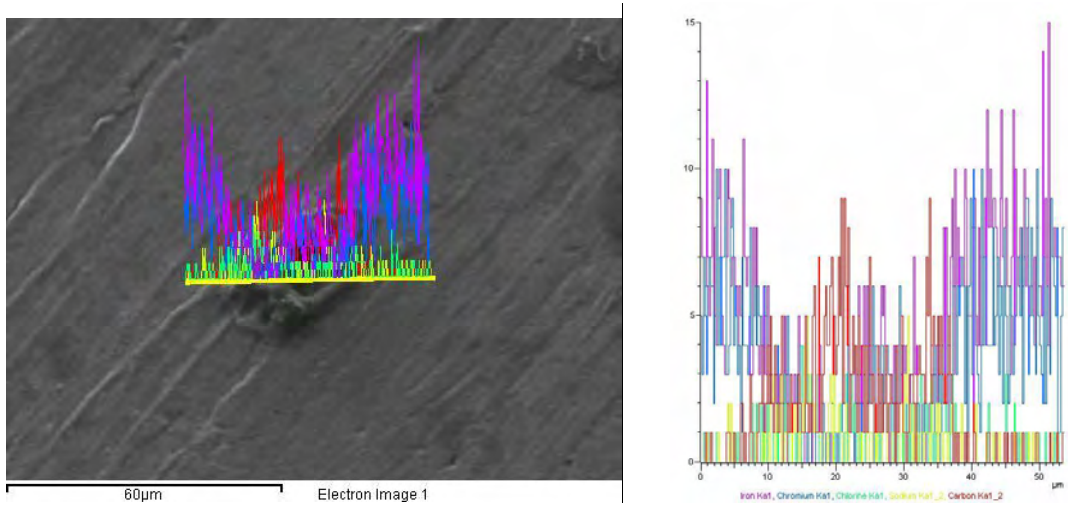 60µm
Electron Image 1
15
10
5
0
0 10 20 30 40 50
µm
Iron Ka1, Chromium Ka1, Chlorine Ka1, Sodium Ka1_2, Carbon Ka1_2